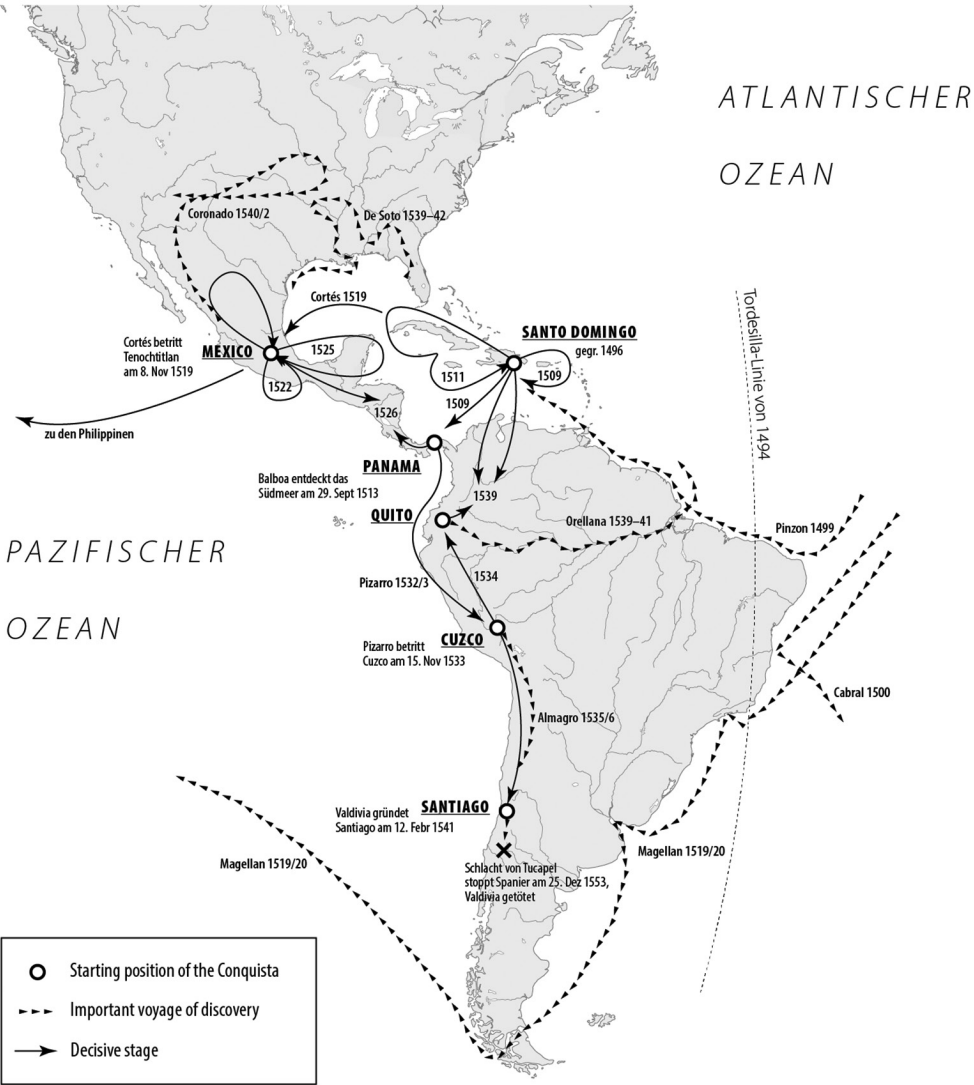 ATLANTISCHER
OZEAN
Coronado 1540/2
De Soto 1539–42
Cortés 1519
Tordesilla-Linie von 1494
SANTO DOMINGO
gegr. 1496
Cortés betritt
Tenochtitlan
am 8. Nov 1519
MEXICO
1525
1511
1509
1522
1509
1526
zu den Philippinen
PANAMA
Balboa entdeckt das
Südmeer am 29. Sept 1513
1539
QUITO
Orellana 1539–41
Pinzon 1499
PAZIFISCHER
OZEAN
Pizarro 1532/3
1534
CUZCO
Pizarro betritt
Cuzco am 15. Nov 1533
Cabral 1500
Almagro 1535/6
SANTIAGO
Valdivia gründet
Santiago am 12. Febr 1541
Magellan 1519/20
Magellan 1519/20
Schlacht von Tucapel
stoppt Spanier am 25. Dez 1553,
Valdivia getötet
Starting position of the Conquista
Important voyage of discovery
Decisive stage